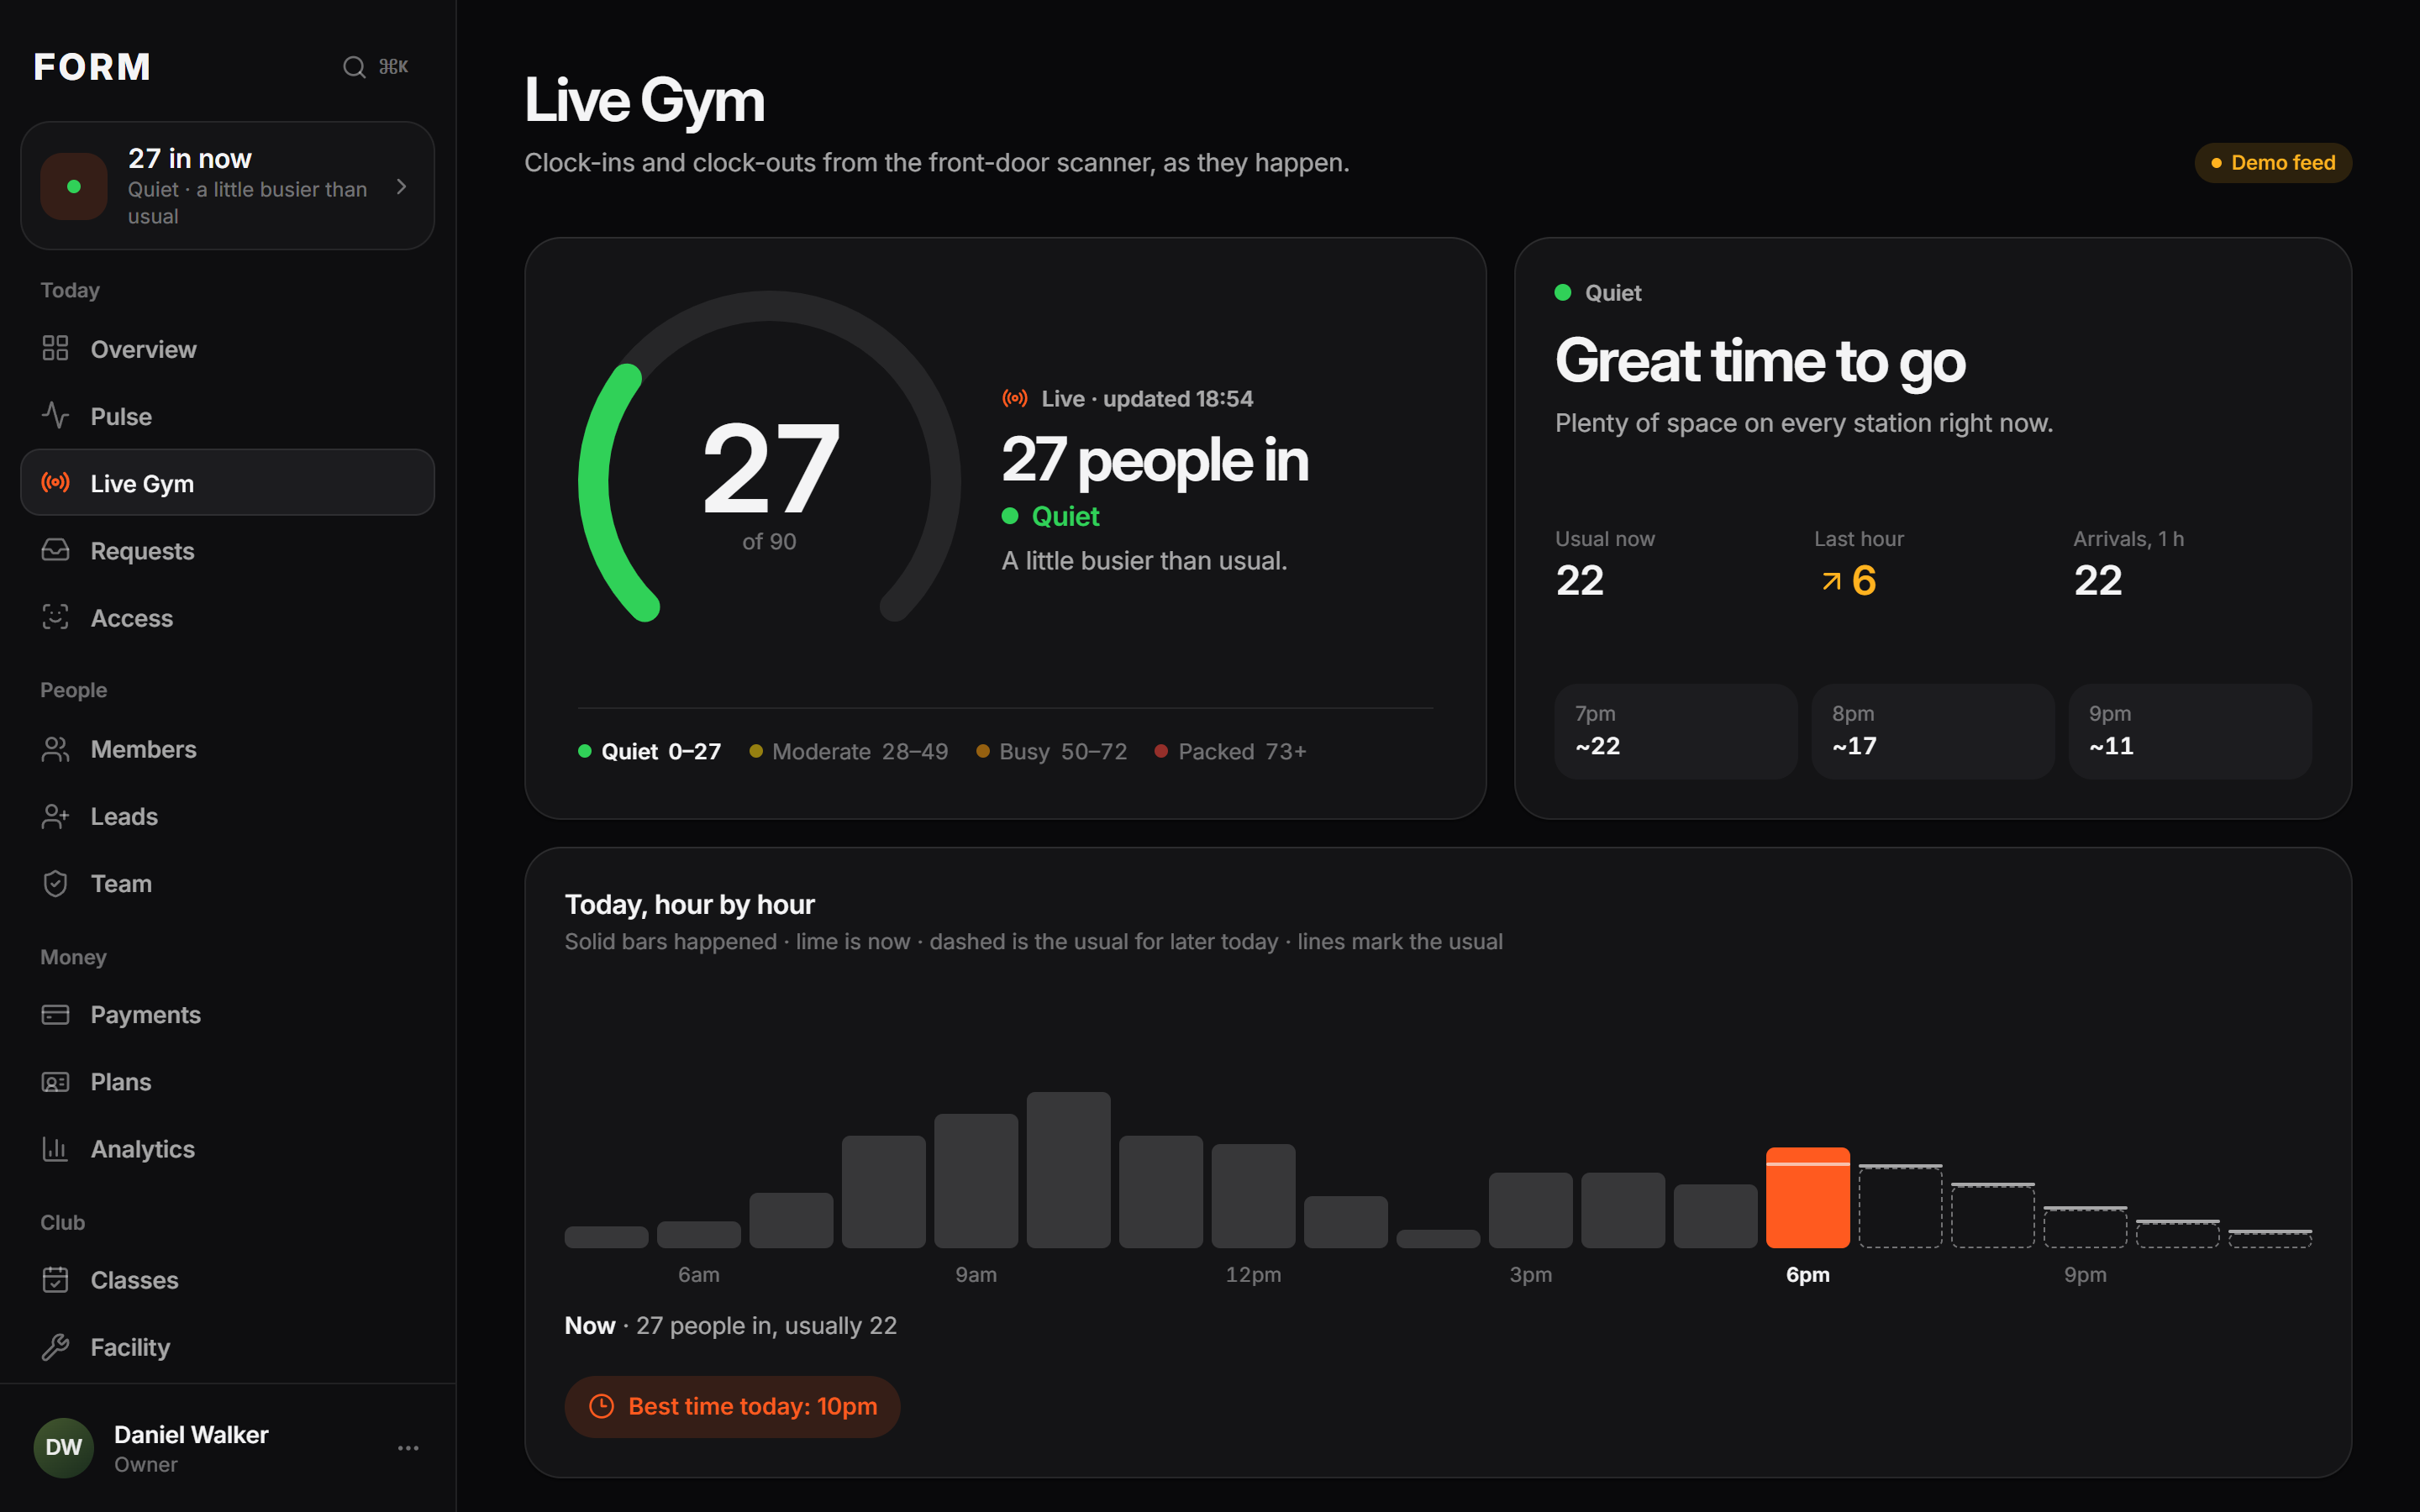 FORM
⌘K
27 in now
Quiet · a little busier than
usual
Today
Overview
Pulse
Live Gym
Requests
Access
People
Members
Leads
Team
Money
Payments
Plans
Analytics
Club
Classes
Facility
DW
Daniel Walker
Owner
Live Gym
Clock-ins and clock-outs from the front-door scanner, as they happen.
Demo feed
27
of 90
Live · updated 18:54
27 people in
Quiet
A little busier than usual.
Quiet 0–27
Moderate 28–49
Busy 50–72
Packed 73+
Quiet
Great time to go
Plenty of space on every station right now.
Usual now
22
Last hour
6
Arrivals, 1 h
22
7pm
~22
8pm
~17
9pm
~11
Today, hour by hour
Solid bars happened · lime is now · dashed is the usual for later today · lines mark the usual
6am
9am
12pm
3pm
6pm
9pm
Now · 27 people in, usually 22
Best time today: 10pm